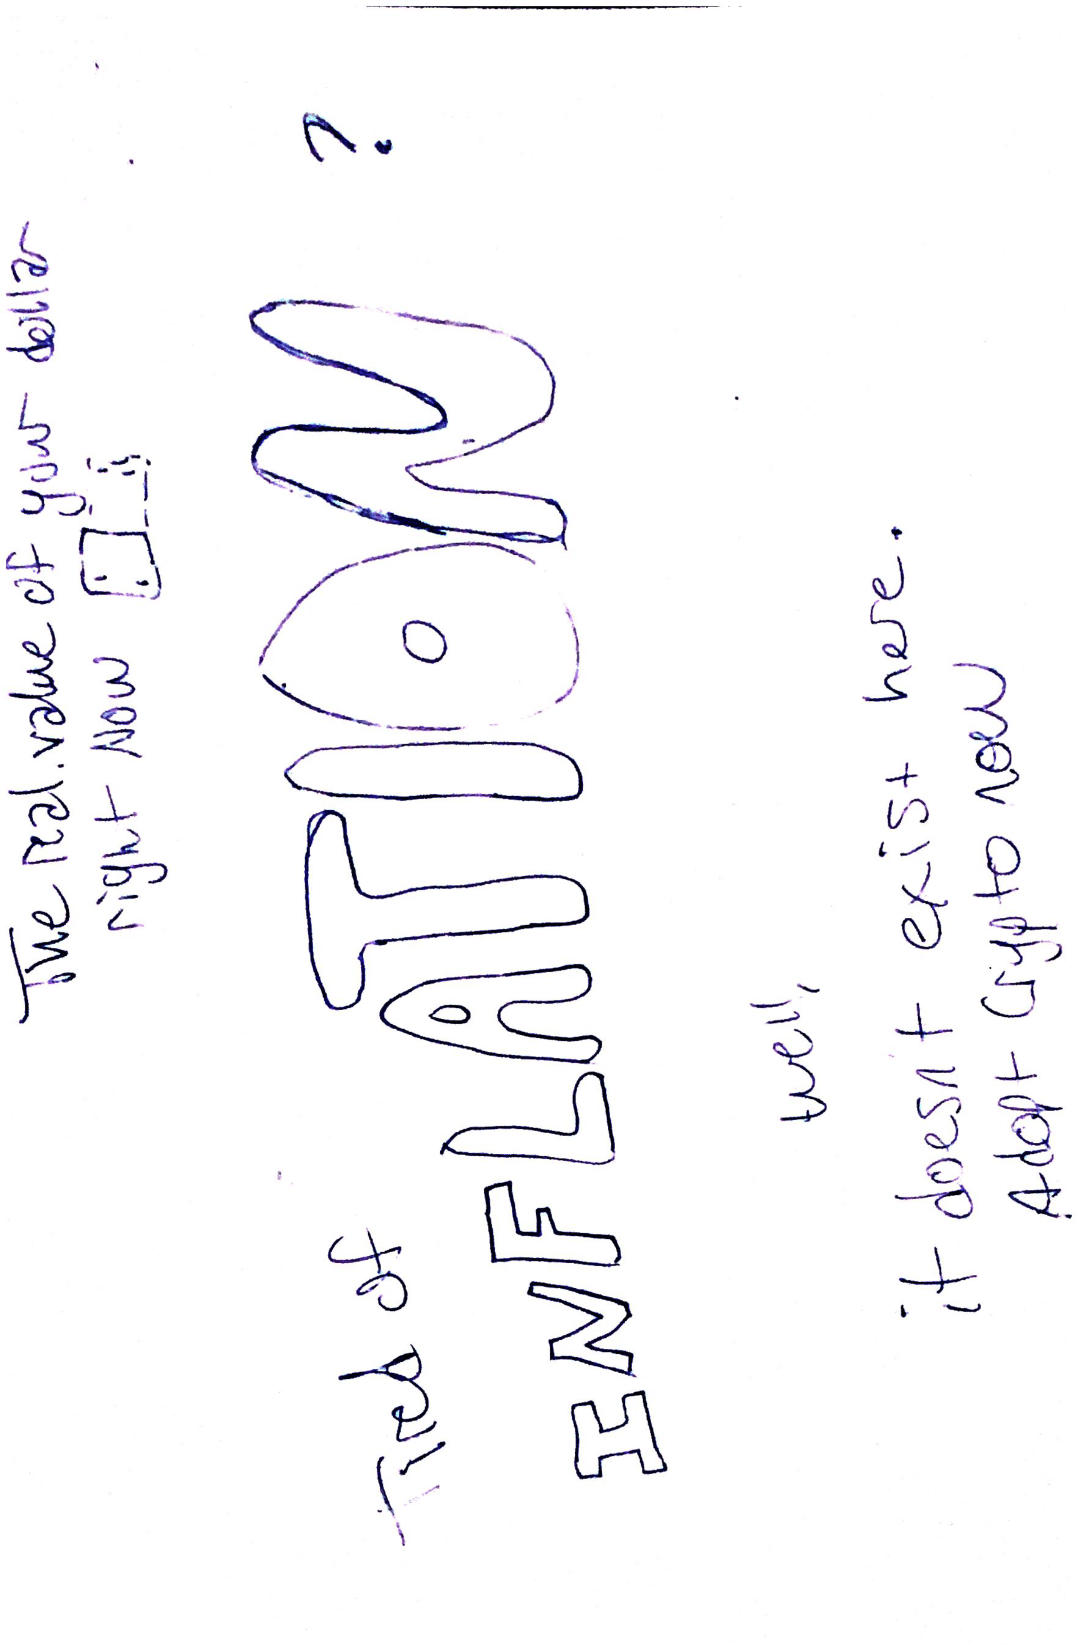 The real value of your dollar
right Now
Tired of
INFLATION ?
well,
it doesn't exist here.
Adopt Crypto now